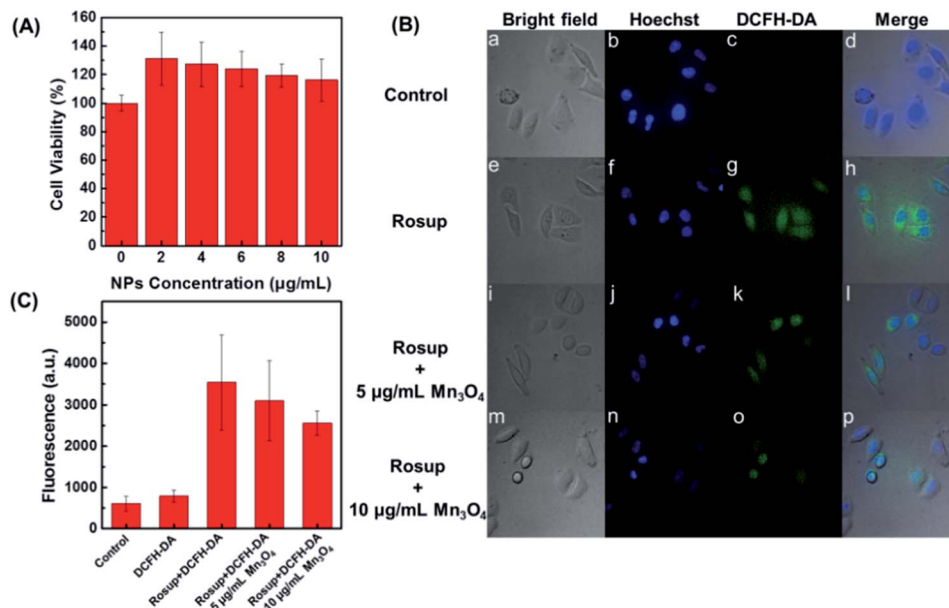 (A)
Cell Viability (%)
160
140
120
100
80
60
40
20
0
0 2 4 6 8 10
NPs Concentration (µg/mL)
(B)
Bright field Hoechst DCFH-DA Merge
Control
a b c d
Rosup
e f g h
Rosup
+
5 µg/mL Mn₃O₄
i j k l
Rosup
+
10 µg/mL Mn₃O₄
m n o p
(C)
Fluorescence (a.u.)
5000
4000
3000
2000
1000
0
Control
DCFH-DA
Rosup+DCFH-DA
Rosup+DCFH-DA
5 µg/mL Mn₃O₄
Rosup+DCFH-DA
10 µg/mL Mn₃O₄